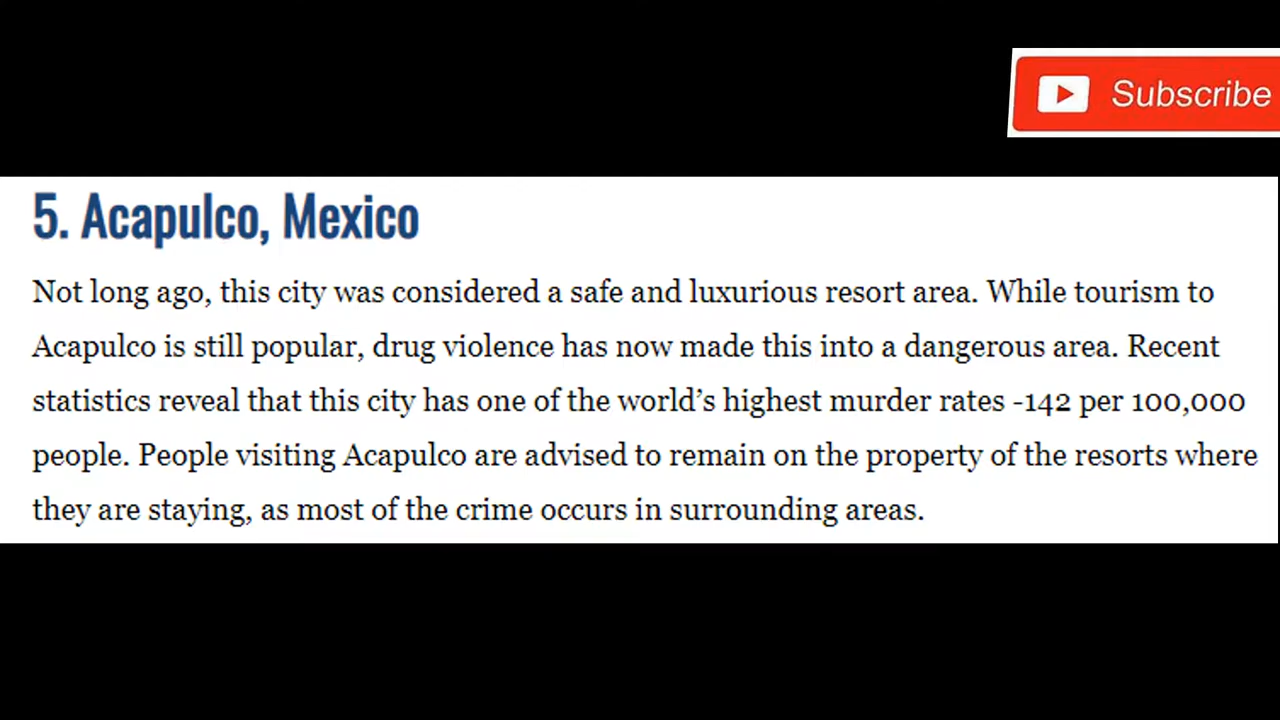 Subscribe
5. Acapulco, Mexico
Not long ago, this city was considered a safe and luxurious resort area. While tourism to
Acapulco is still popular, drug violence has now made this into a dangerous area. Recent
statistics reveal that this city has one of the world’s highest murder rates -142 per 100,000
people. People visiting Acapulco are advised to remain on the property of the resorts where
they are staying, as most of the crime occurs in surrounding areas.